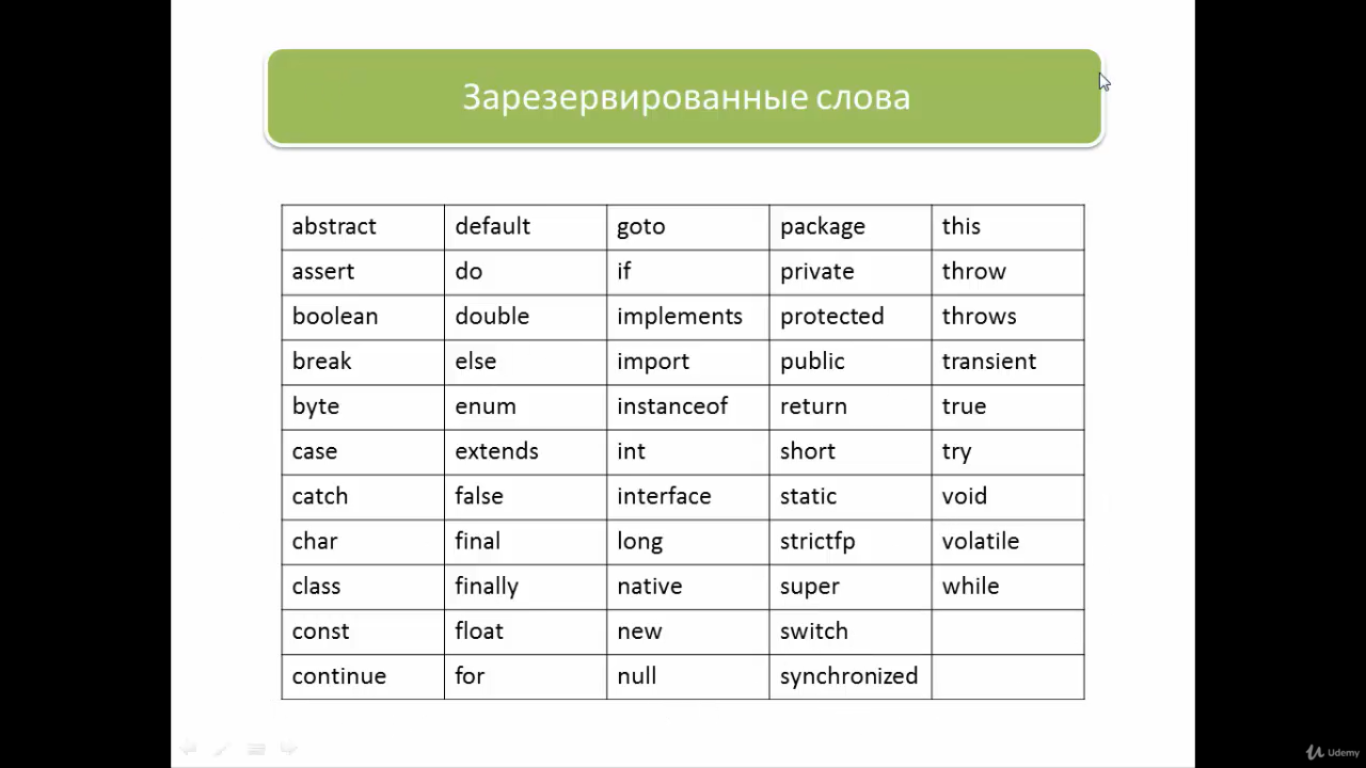 Зарезервированные слова
abstract default goto package this
assert do if private throw
boolean double implements protected throws
break else import public transient
byte enum instanceof return true
case extends int short try
catch false interface static void
char final long strictfp volatile
class finally native super while
const float new switch
continue for null synchronized
Udemy